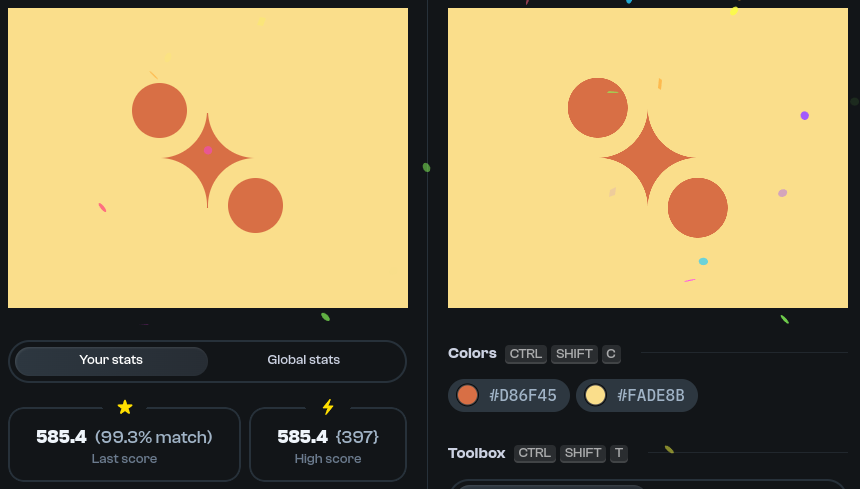 Your stats
Global stats
585.4 (99.3% match)
Last score
585.4 {397}
High score
Colors CTRL SHIFT C
#D86F45
#FADE8B
Toolbox CTRL SHIFT T